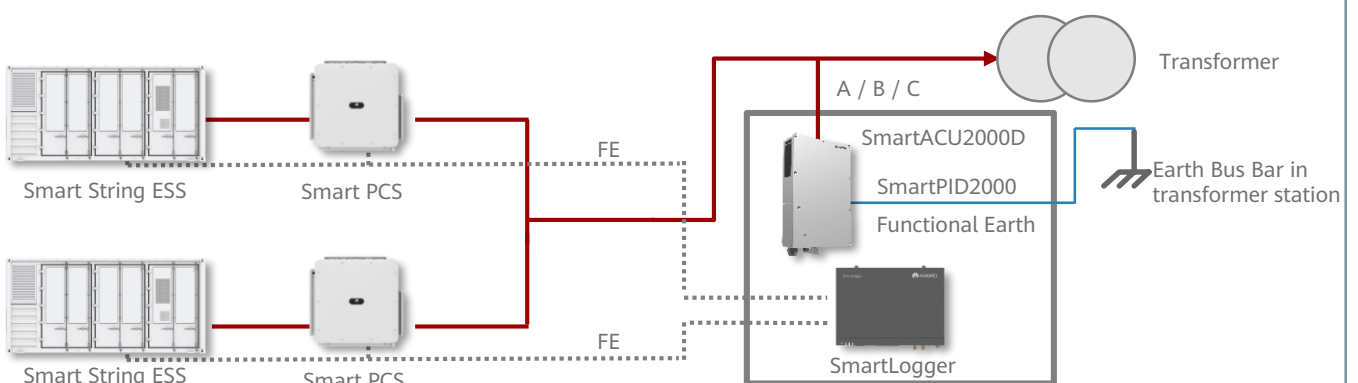 Transformer
A / B / C
SmartACU2000D
FE
Smart String ESS
Smart PCS
SmartPID2000
Earth Bus Bar in
transformer station
Functional Earth
HUAWEI
FE
SmartLogger
Smart String ESS
Smart PCS